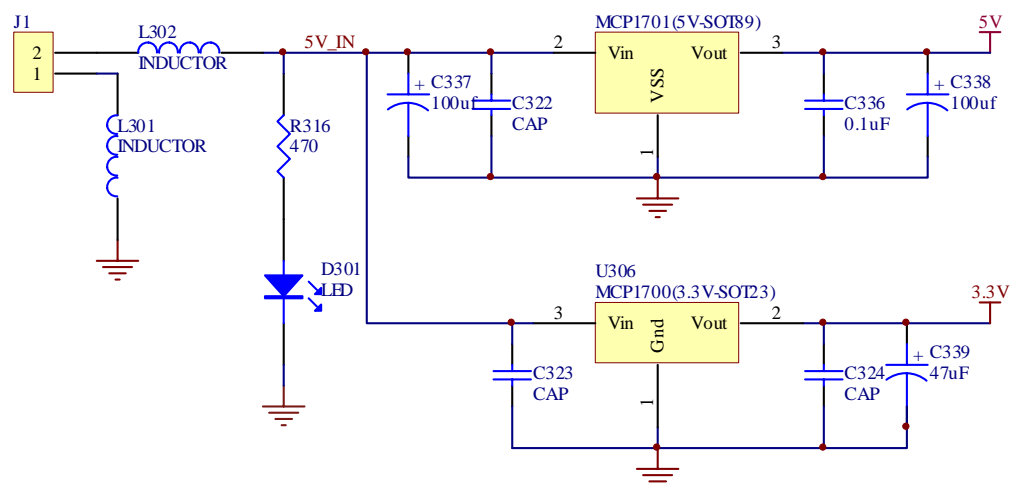 J1
2
1
L302
INDUCTOR
L301
INDUCTOR
5V_IN
R316
470
D301
LED
C337
100uf
+
C322
CAP
MCP1701(5V-SOT89)
2
Vin
Vout
3
VSS
1
C336
0.1uF
+
C338
100uf
5V
U306
MCP1700(3.3V-SOT23)
3
Vin
Vout
2
Gnd
1
C323
CAP
C324
CAP
+
C339
47uF
3.3V